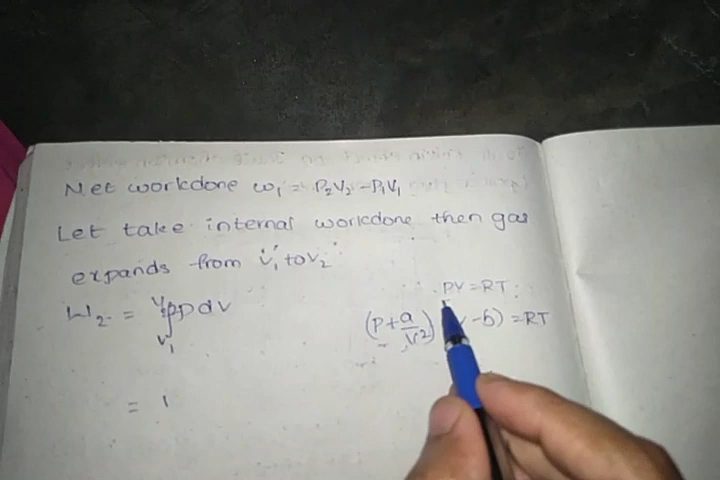 Net workdone w₁ = P₂V₂ - P₁V₁
Let take internal workdone then gas
expands from V₁ to V₂
PV = RT
W₂ = ∫ᵥ₁ⱽ² p dv
(P + a/V²) - b) = RT
=